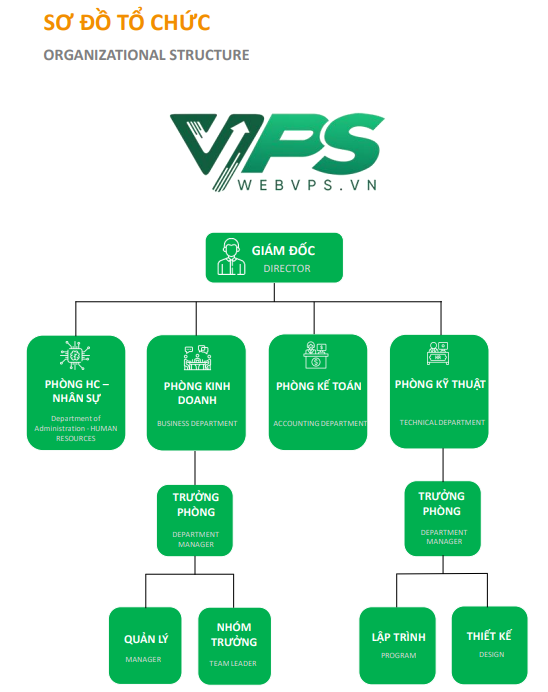 SƠ ĐỒ TỔ CHỨC
ORGANIZATIONAL STRUCTURE
VPS
WEBVPS.VN
GIÁM ĐỐC
DIRECTOR
PHÒNG HC –
NHÂN SỰ
Department of
Administration - HUMAN
RESOURCES
PHÒNG KINH
DOANH
BUSINESS DEPARTMENT
PHÒNG KẾ TOÁN
ACCOUNTING DEPARTMENT
HR
PHÒNG KỸ THUẬT
TECHNICAL DEPARTMENT
TRƯỞNG
PHÒNG
DEPARTMENT
MANAGER
TRƯỞNG
PHÒNG
DEPARTMENT
MANAGER
QUẢN LÝ
MANAGER
NHÓM
TRƯỞNG
TEAM LEADER
LẬP TRÌNH
PROGRAM
THIẾT KẾ
DESIGN